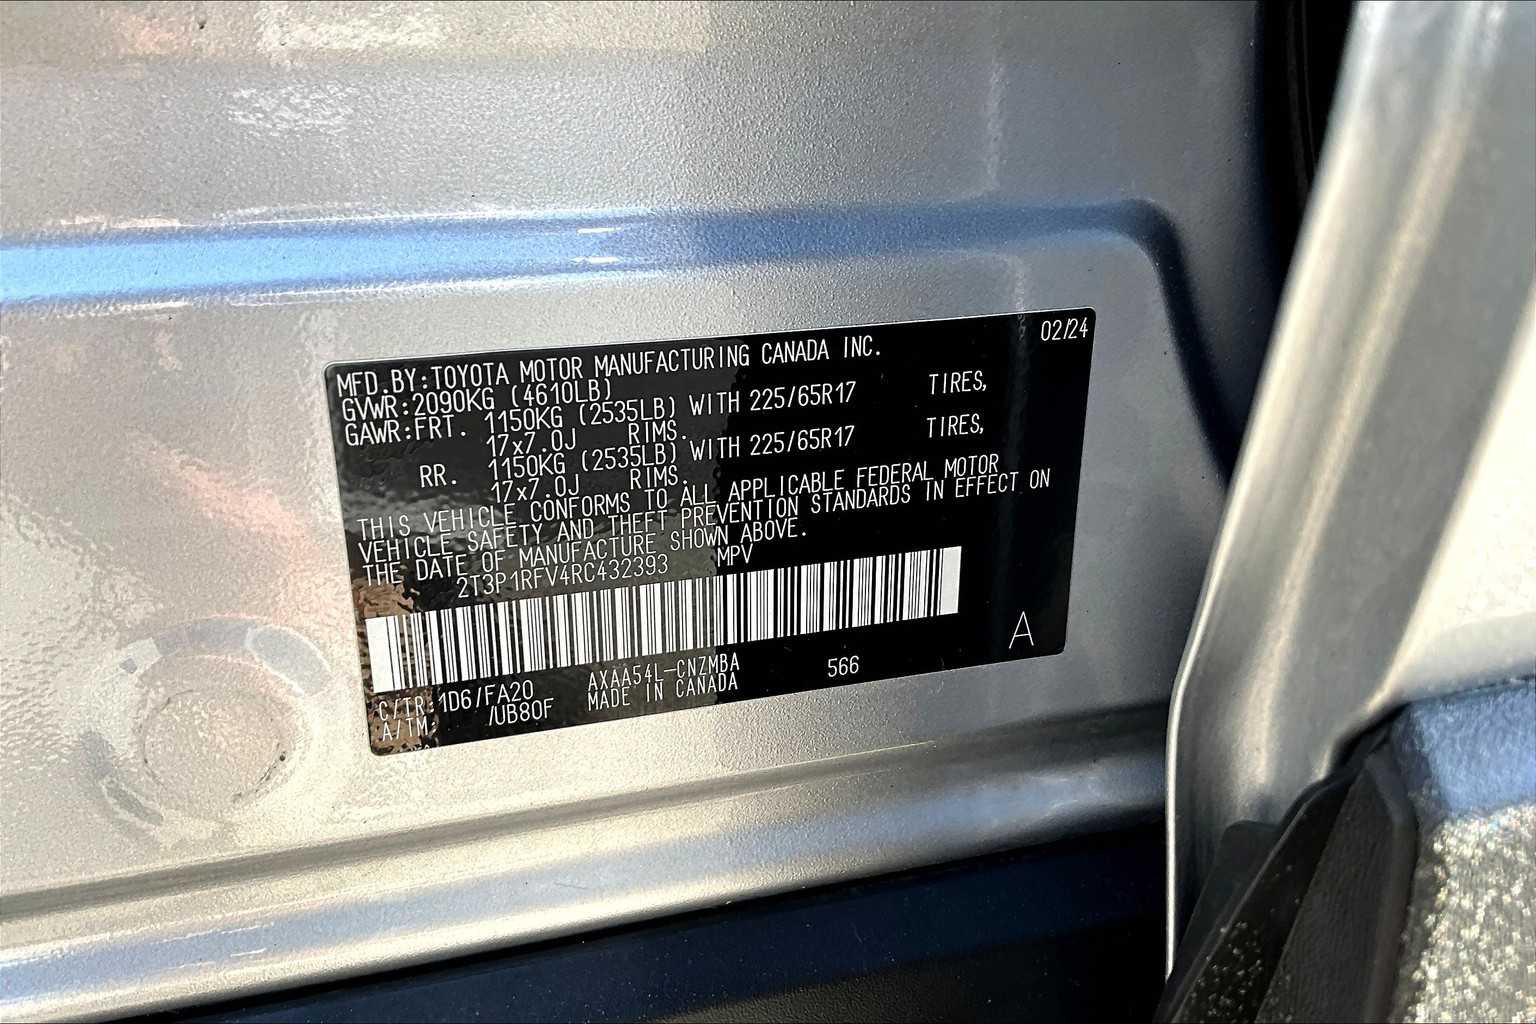 02/24
MFD.BY:TOYOTA MOTOR MANUFACTURING CANADA INC.
GVWR:2090KG (4610LB)
GAWR:FRT. 1150KG (2535LB) WITH 225/65R17 TIRES,
17x7.0J RIMS.
RR. 1150KG (2535LB) WITH 225/65R17 TIRES,
17x7.0J RIMS.
THIS VEHICLE CONFORMS TO ALL APPLICABLE FEDERAL MOTOR
VEHICLE SAFETY AND THEFT PREVENTION STANDARDS IN EFFECT ON
THE DATE OF MANUFACTURE SHOWN ABOVE.
2T3P1RFV4RC432393 MPV
A
C/TR:1D6/FA20 AXAA54L-CNZMBA 566
A/TM: /UB80F MADE IN CANADA